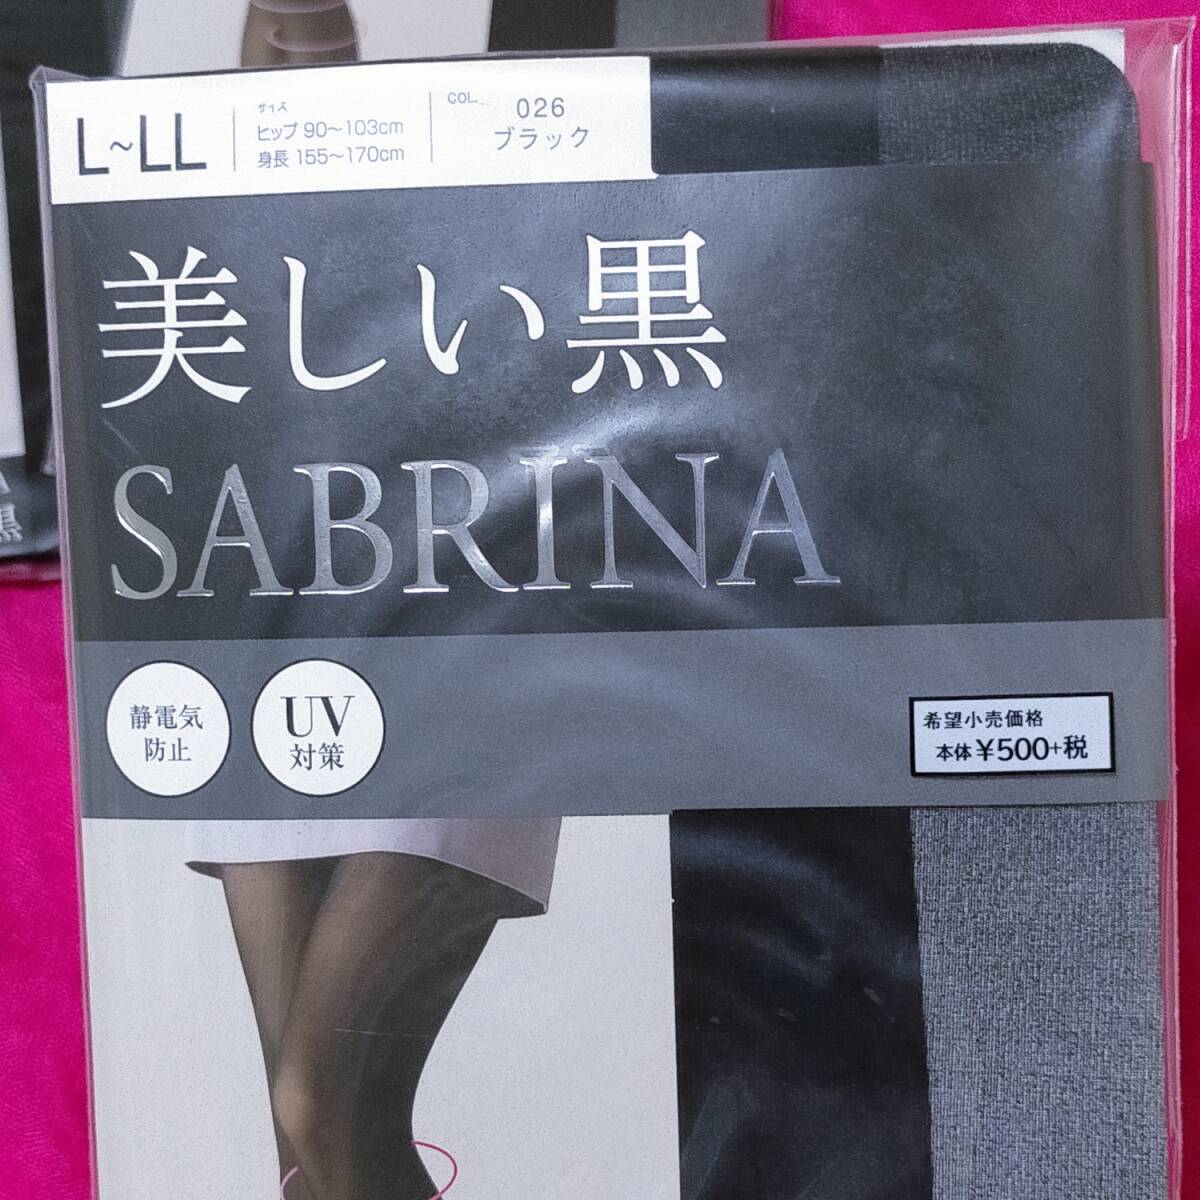 L~LL
サイズ
ヒップ 90~103cm
身長 155~170cm
COL.
026
ブラック
美しい黒
SABRINA
静電気
防止
UV
対策
希望小売価格
本体 ¥500+税
A
黒